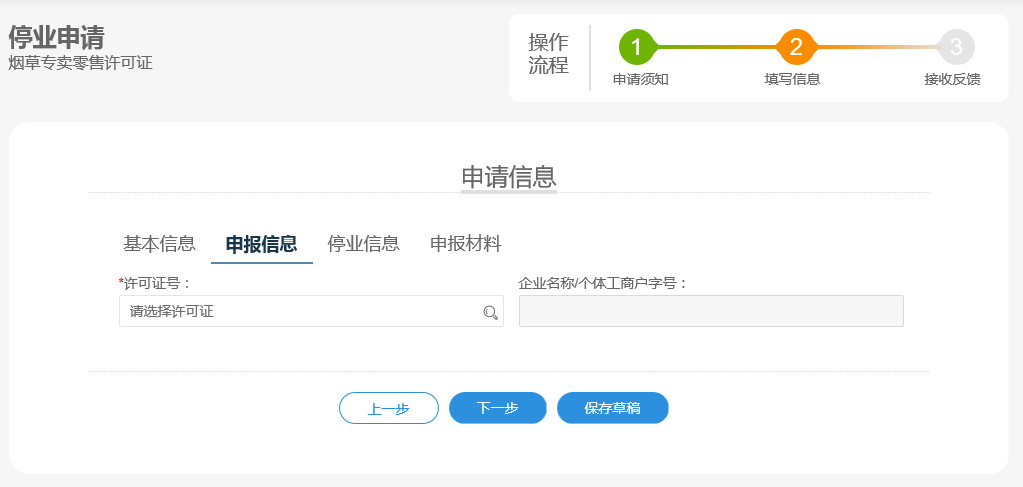 停业申请
烟草专卖零售许可证
操作
流程
1
2
3
申请须知
填写信息
接收反馈
申请信息
基本信息 申报信息 停业信息 申报材料
*许可证号： 企业名称/个体工商户字号：
请选择许可证
上一步 下一步 保存草稿